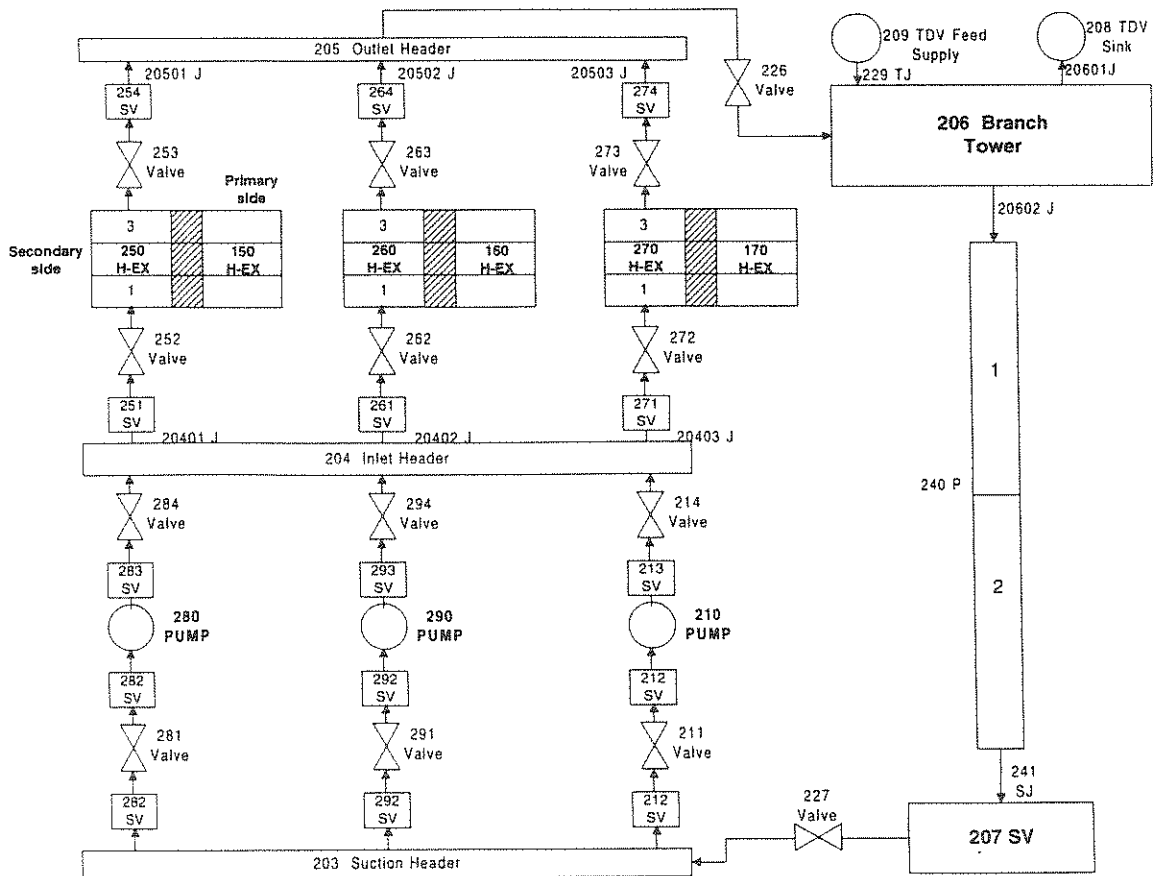 205 Outlet Header
209 TDV Feed
Supply
208 TDV
Sink
20501 J
20502 J
20503 J
226
Valve
229 TJ
20601J
254
SV
264
SV
274
SV
206 Branch
Tower
253
Valve
263
Valve
273
Valve
Primary
side
20602 J
Secondary
side
3
250
H-EX
150
H-EX
1
3
260
H-EX
160
H-EX
1
3
270
H-EX
170
H-EX
1
252
Valve
262
Valve
272
Valve
1
251
SV
261
SV
271
SV
20401 J
20402 J
20403 J
204 Inlet Header
240 P
284
Valve
294
Valve
214
Valve
283
SV
293
SV
213
SV
2
280
PUMP
290
PUMP
210
PUMP
282
SV
292
SV
212
SV
281
Valve
291
Valve
211
Valve
241
SJ
282
SV
292
SV
212
SV
227
Valve
207 SV
203 Suction Header